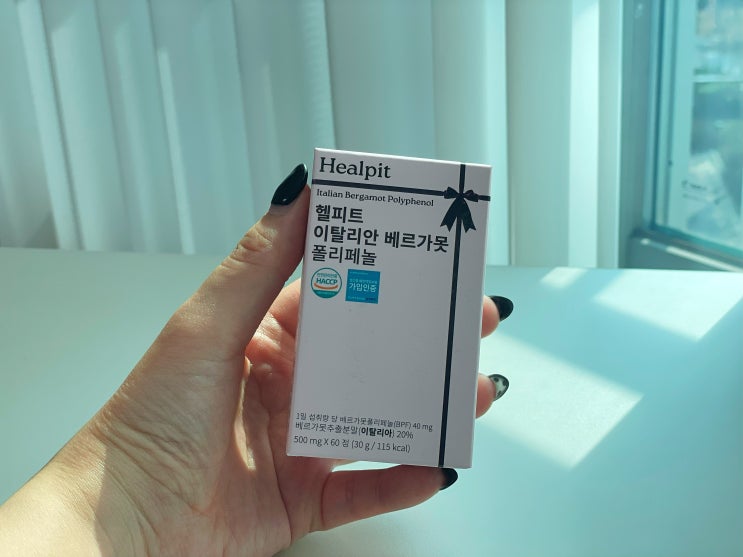 Healpit
Italian Bergamot Polyphenol
헬피트
이탈리안 베르가못
폴리페놀
HACCP
가입인증
1일 섭취량 당 베르가못폴리페놀(BPF) 40 mg
베르가못추출분말(이탈리아) 20%
500 mg X 60 정 (30 g / 115 kcal)